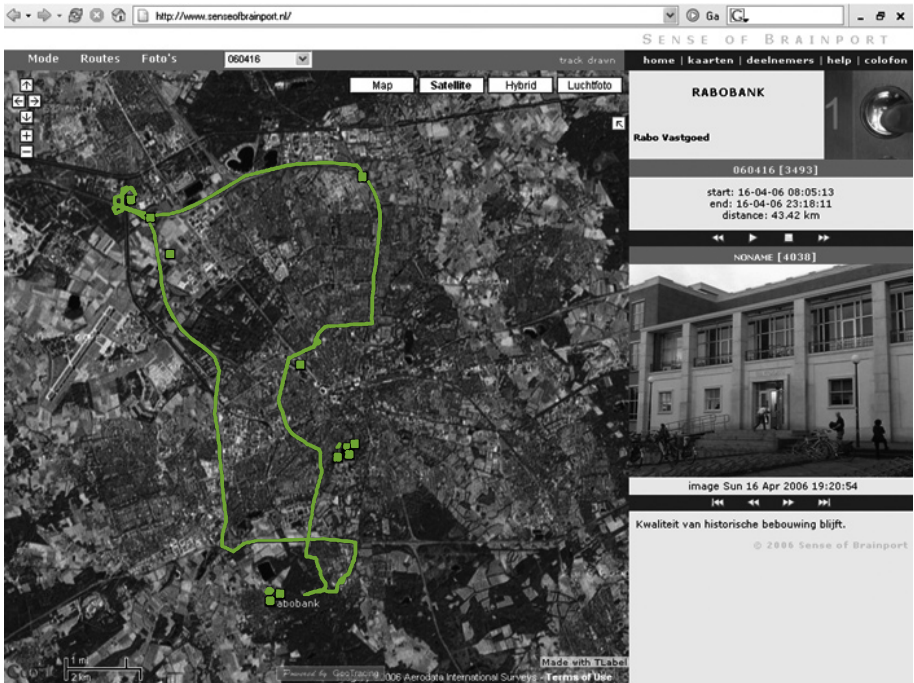 http://www.senseofbrainport.nl/
Ga
SENSE OF BRAINPORT
Mode Routes Foto's 060416 track drawn
home | kaarten | deelnemers | help | colofon
Map Satellite Hybrid Luchtfoto
RABOBANK
Rabo Vastgoed
060416 [3493]
start: 16-04-06 08:05:13
end: 16-04-06 23:18:11
distance: 43.42 km
NONAME [4038]
image Sun 16 Apr 2006 19:20:54
Kwaliteit van historische bebouwing blijft.
© 2006 Sense of Brainport
abobank
Made with TLabel
1 mi
2 km
Powered by GeoTracing
006 Aerodata International Surveys - Terms of Use